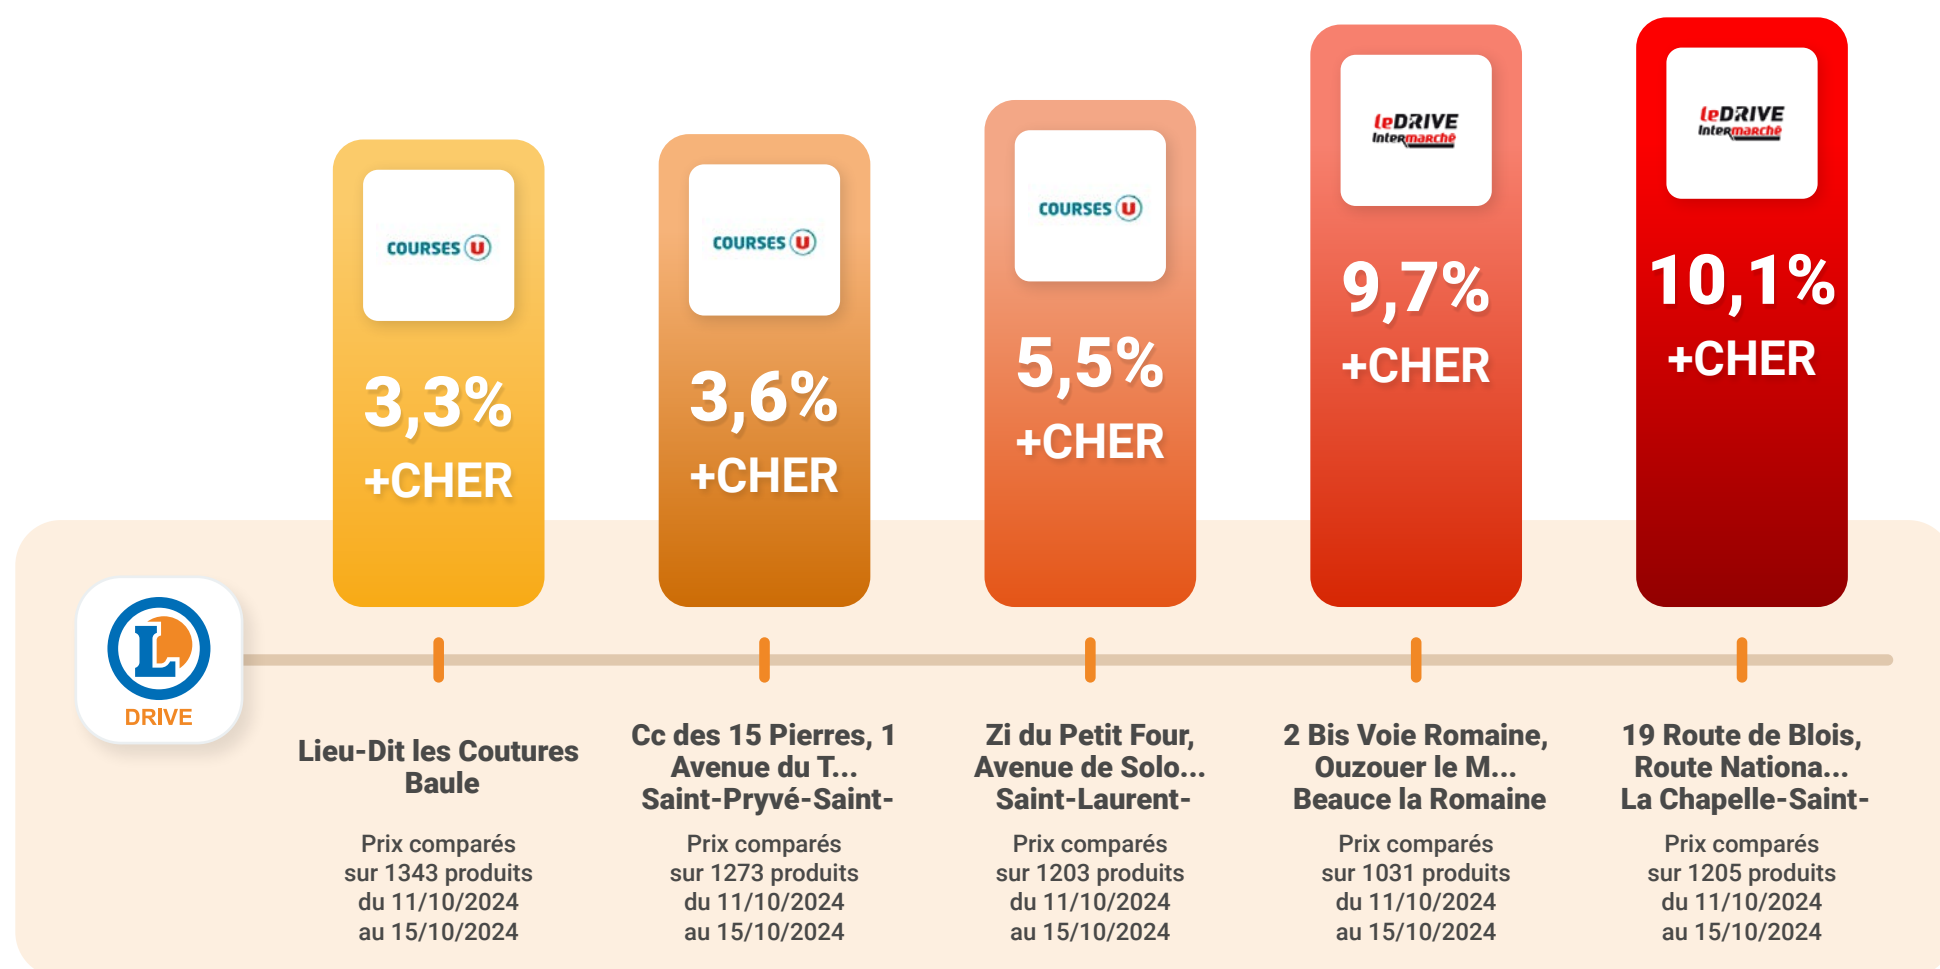 COURSES U
3,3%
+CHER
COURSES U
3,6%
+CHER
COURSES U
5,5%
+CHER
leDRIVE
Intermarché
9,7%
+CHER
leDRIVE
Intermarché
10,1%
+CHER
L
DRIVE
Lieu-Dit les Coutures
Baule
Prix comparés
sur 1343 produits
du 11/10/2024
au 15/10/2024
Cc des 15 Pierres, 1
Avenue du T...
Saint-Pryvé-Saint-
Prix comparés
sur 1273 produits
du 11/10/2024
au 15/10/2024
Zi du Petit Four,
Avenue de Solo...
Saint-Laurent-
Prix comparés
sur 1203 produits
du 11/10/2024
au 15/10/2024
2 Bis Voie Romaine,
Ouzouer le M...
Beauce la Romaine
Prix comparés
sur 1031 produits
du 11/10/2024
au 15/10/2024
19 Route de Blois,
Route Nationa...
La Chapelle-Saint-
Prix comparés
sur 1205 produits
du 11/10/2024
au 15/10/2024